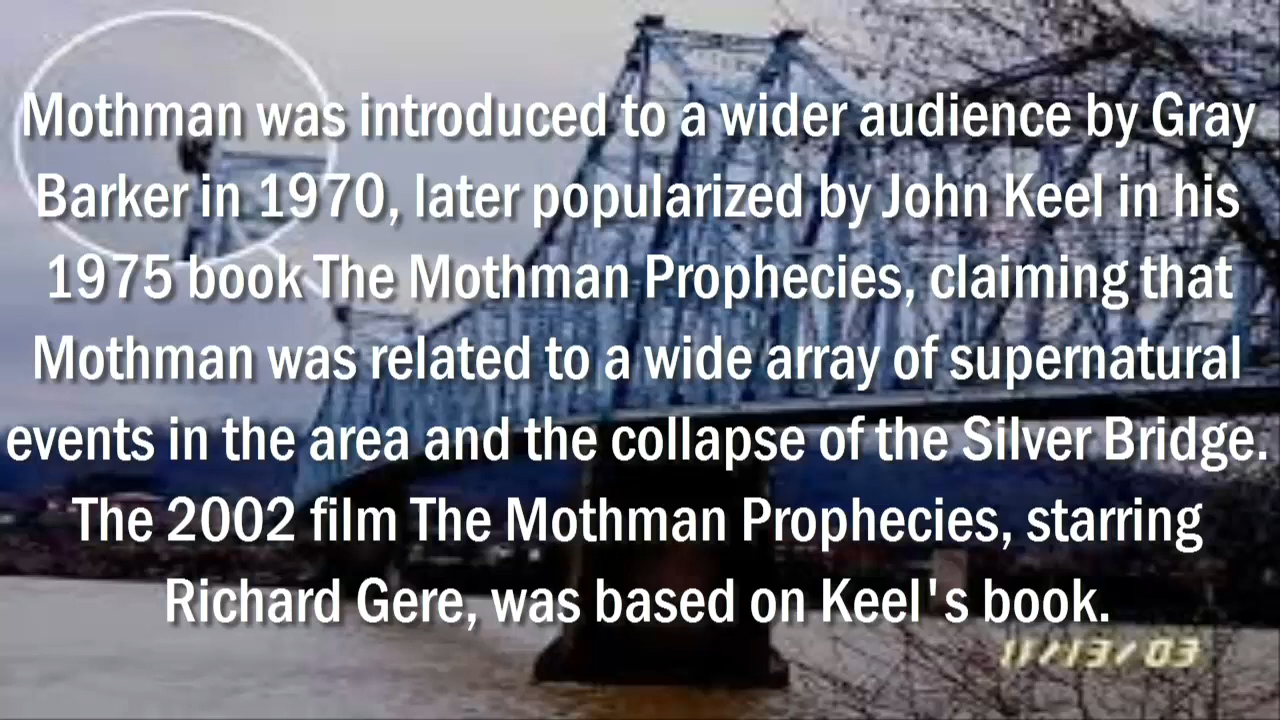 Mothman was introduced to a wider audience by Gray
Barker in 1970, later popularized by John Keel in his
1975 book The Mothman Prophecies, claiming that
Mothman was related to a wide array of supernatural
events in the area and the collapse of the Silver Bridge.
The 2002 film The Mothman Prophecies, starring
Richard Gere, was based on Keel's book.
11/13/03